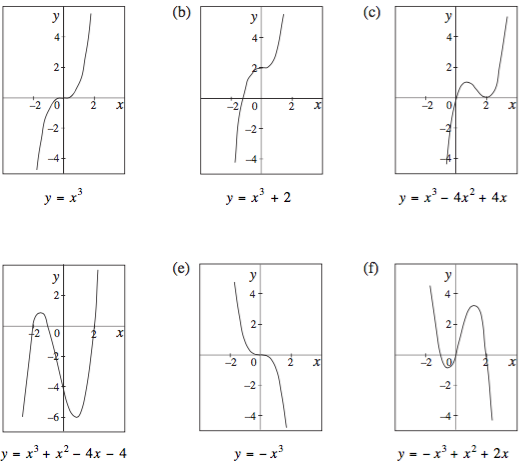 y
4
2
−2 0 2 x
−2
−4
y = x³
(b)
y
4
2
−2 0 2 x
−2
−4
y = x³ + 2
(c)
y
4
2
−2 0 2 x
−2
−4
y = x³ − 4x² + 4x
y
2
−2 0 2 x
−2
−4
−6
y = x³ + x² − 4x − 4
(e)
y
4
2
−2 0 2 x
−2
−4
y = −x³
(f)
y
4
2
−2 0 2 x
−2
−4
y = −x³ + x² + 2x